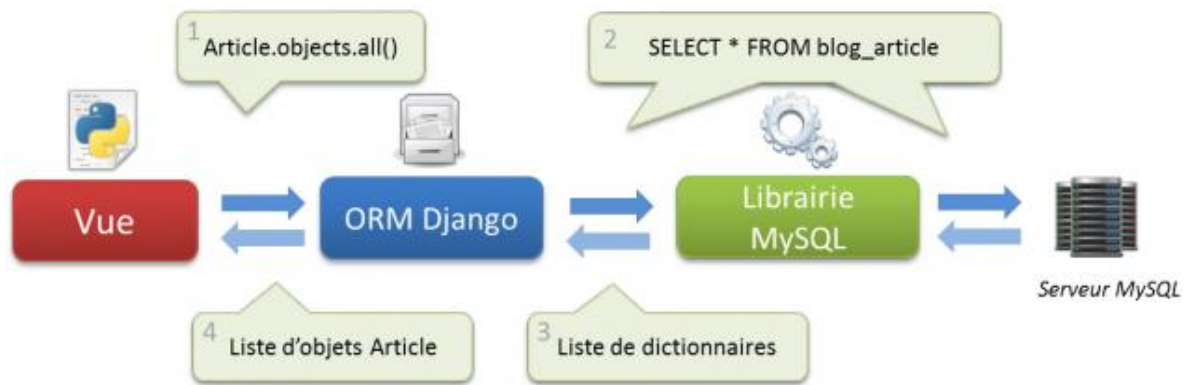 1 Article.objects.all()
2 SELECT * FROM blog_article
Vue
ORM Django
Librairie
MySQL
Serveur MySQL
4 Liste d'objets Article
3 Liste de dictionnaires